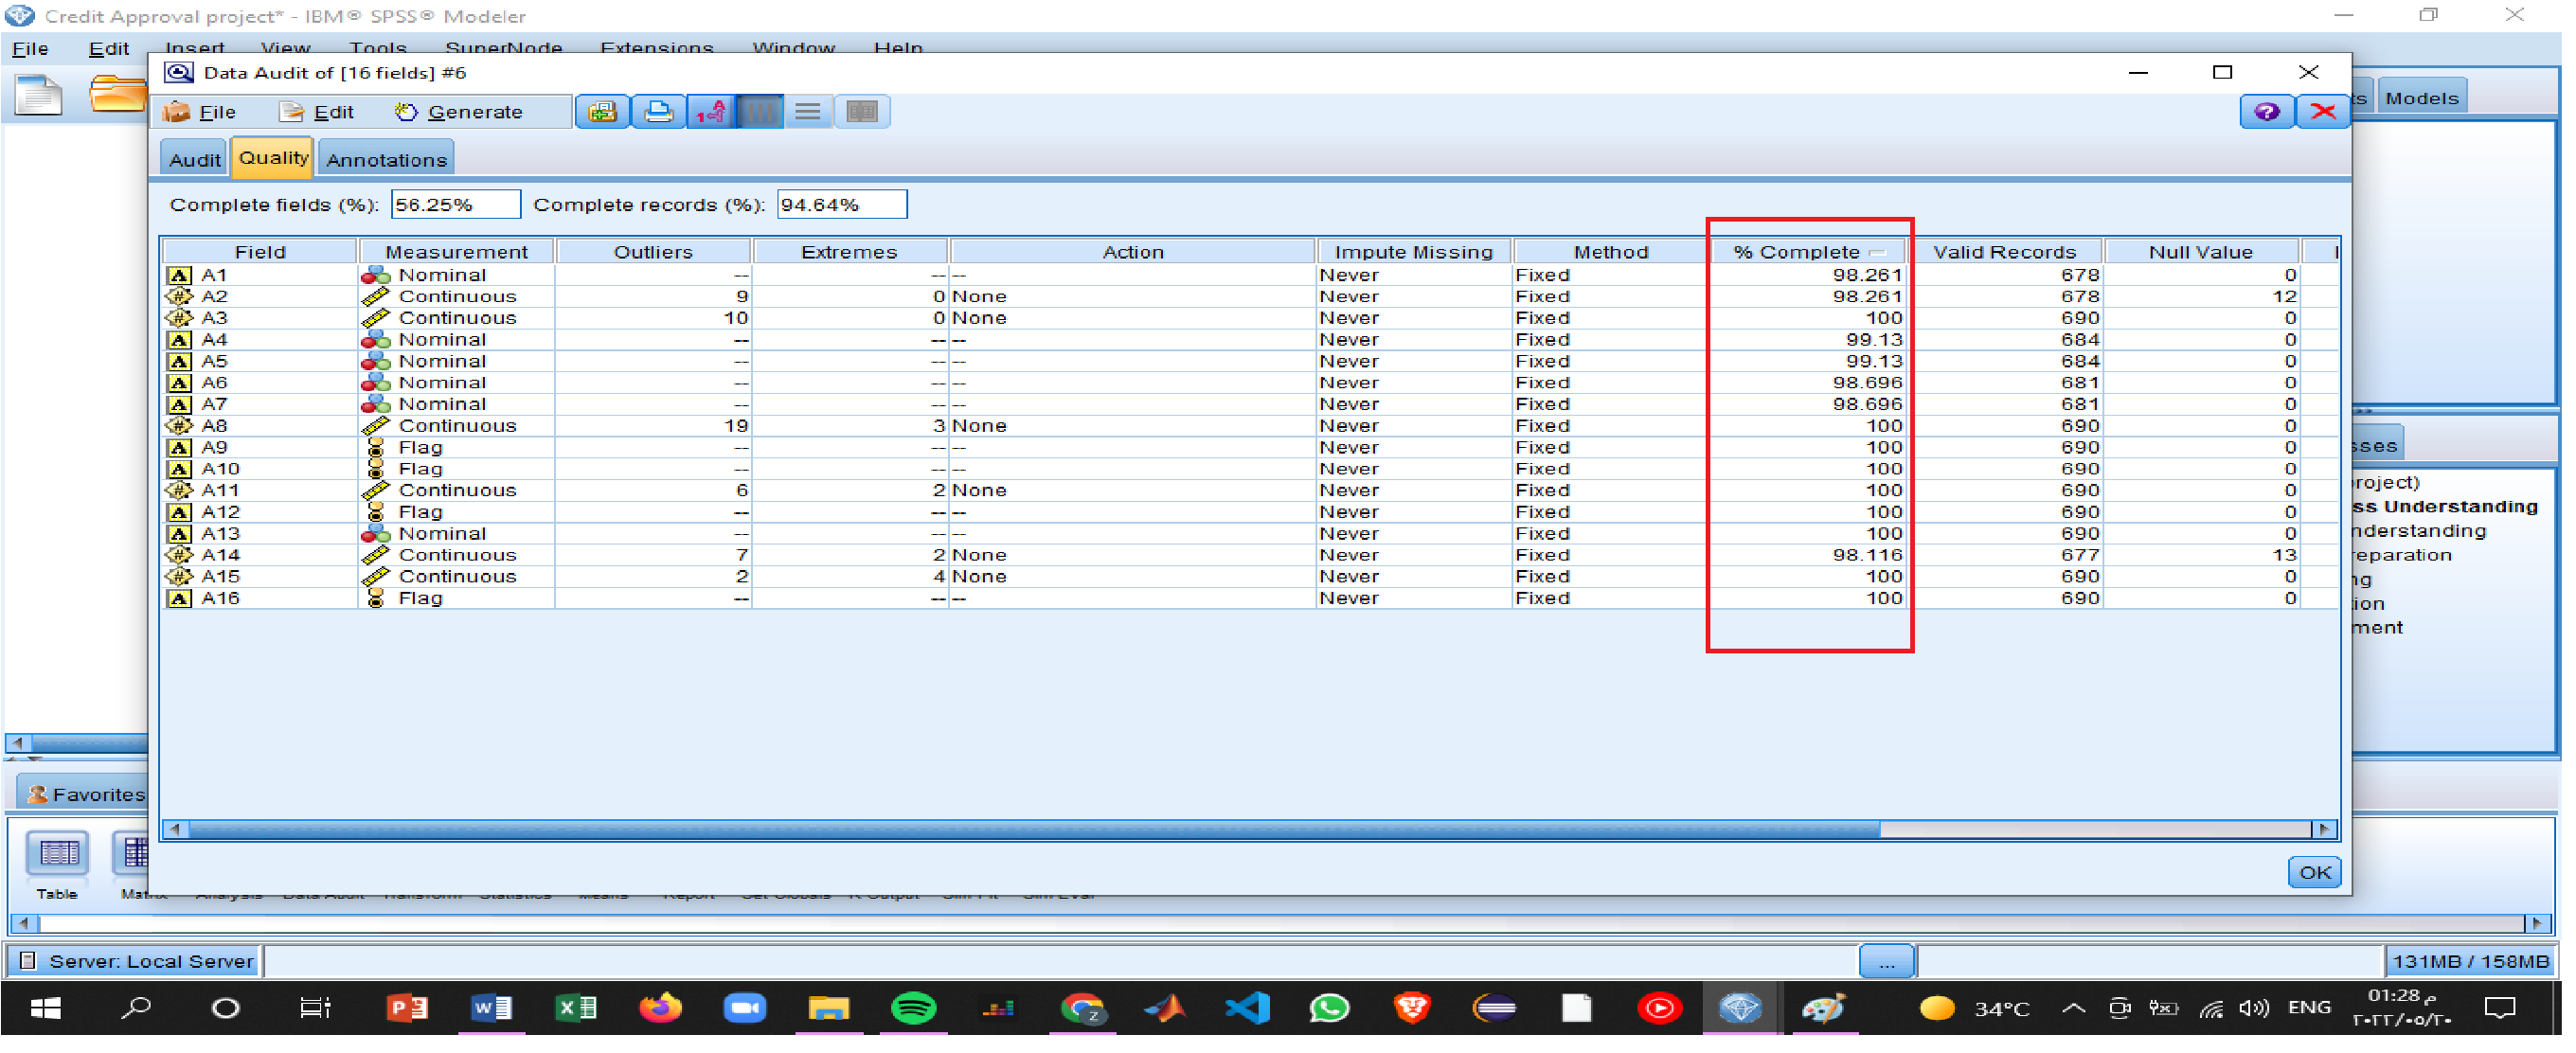 Credit Approval project* - IBM® SPSS® Modeler
File Edit Insert View Tools SuperNode Extensions Window Help
Data Audit of [16 fields] #6
File Edit Generate
Models
Audit Quality Annotations
Complete fields (%): 56.25% Complete records (%): 94.64%
Field Measurement Outliers Extremes Action Impute Missing Method % Complete Valid Records Null Value
A1 Nominal -- -- -- Never Fixed 98.261 678 0
A2 Continuous 9 0 None Never Fixed 98.261 678 12
A3 Continuous 10 0 None Never Fixed 100 690 0
A4 Nominal -- -- -- Never Fixed 99.13 684 0
A5 Nominal -- -- -- Never Fixed 99.13 684 0
A6 Nominal -- -- -- Never Fixed 98.696 681 0
A7 Nominal -- -- -- Never Fixed 98.696 681 0
A8 Continuous 19 3 None Never Fixed 100 690 0
A9 Flag -- -- -- Never Fixed 100 690 0
A10 Flag -- -- -- Never Fixed 100 690 0
A11 Continuous 6 2 None Never Fixed 100 690 0
A12 Flag -- -- -- Never Fixed 100 690 0
A13 Nominal -- -- -- Never Fixed 100 690 0
A14 Continuous 7 2 None Never Fixed 98.116 677 13
A15 Continuous 2 4 None Never Fixed 100 690 0
A16 Flag -- -- -- Never Fixed 100 690 0
sses
roject)
ss Understanding
nderstanding
reparation
ng
tion
ment
Favorites
OK
Table Matrix Analysis Data Audit Transform Statistics Means Report Set Globals R Output Sim Fit Sim Eval
Server: Local Server ... 131MB / 158MB
34°C ENG 01:28 م
٢٠٢٢/٠٥/٢٠